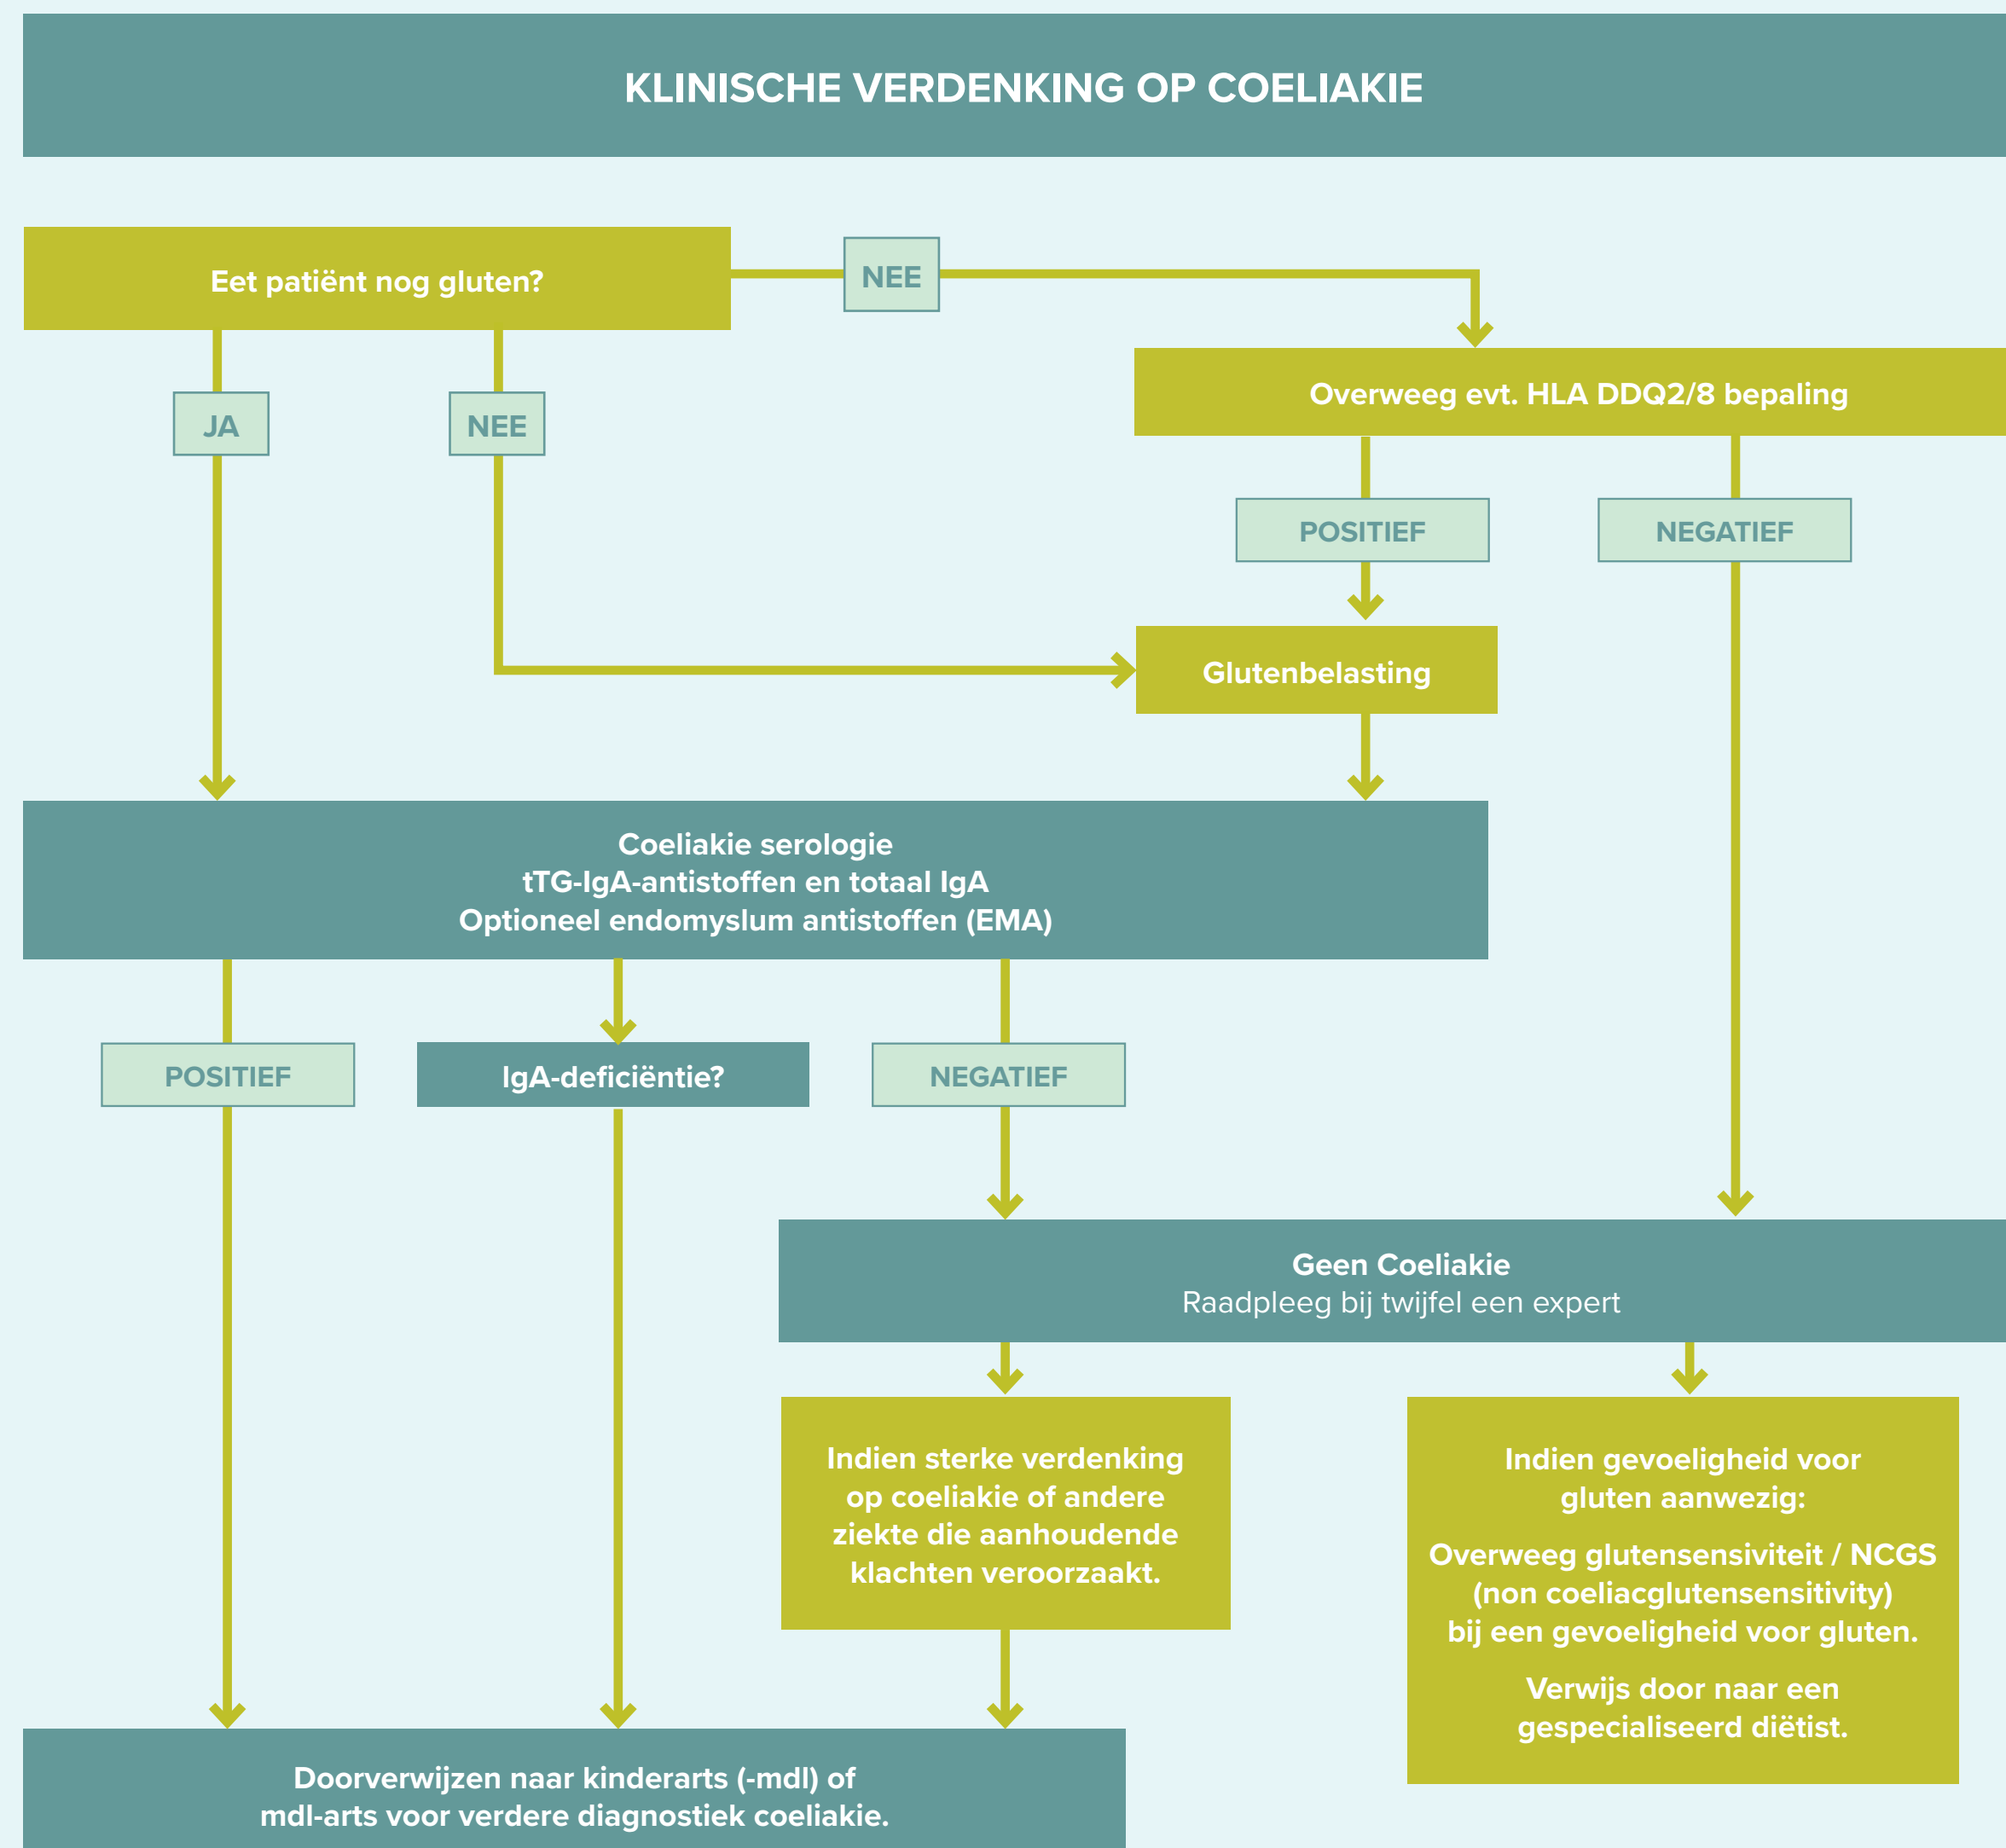 KLINISCHE VERDENKING OP COELIAKIE
Eet patiënt nog gluten?
NEE
JA
NEE
Overweeg evt. HLA DDQ2/8 bepaling
POSITIEF
NEGATIEF
Glutenbelasting
Coeliakie serologie
tTG-IgA-antistoffen en totaal IgA
Optioneel endomyslum antistoffen (EMA)
POSITIEF
IgA-deficiëntie?
NEGATIEF
Geen Coeliakie
Raadpleeg bij twijfel een expert
Indien sterke verdenking
op coeliakie of andere
ziekte die aanhoudende
klachten veroorzaakt.
Indien gevoeligheid voor
gluten aanwezig:
Overweeg glutensensiviteit / NCGS
(non coeliacglutensensitivity)
bij een gevoeligheid voor gluten.
Verwijs door naar een
gespecialiseerd diëtist.
Doorverwijzen naar kinderarts (-mdl) of
mdl-arts voor verdere diagnostiek coeliakie.